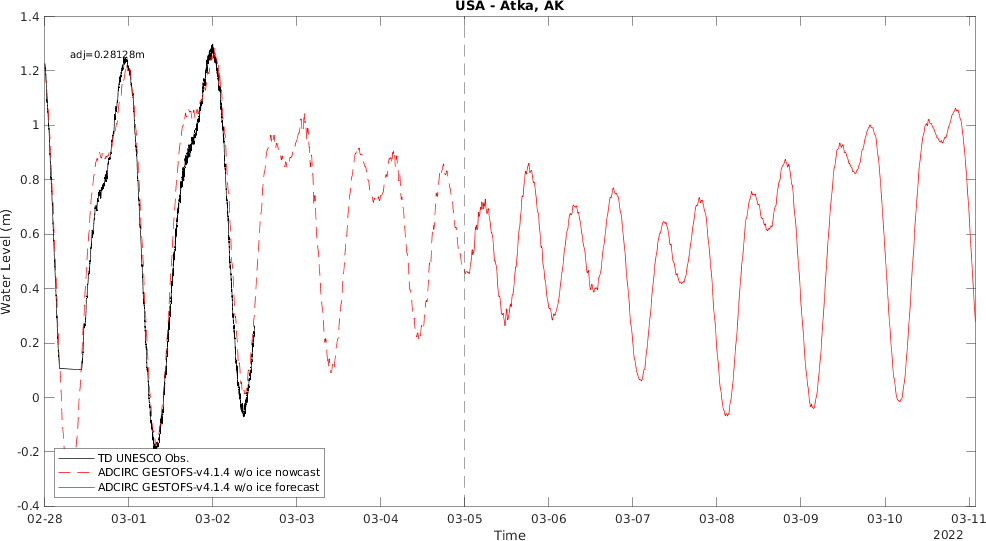 USA - Atka, AK
adj=0.28128m
1.4
1.2
1
0.8
0.6
0.4
0.2
0
-0.2
-0.4
Water Level (m)
TD UNESCO Obs.
ADCIRC GESTOFS-v4.1.4 w/o ice nowcast
ADCIRC GESTOFS-v4.1.4 w/o ice forecast
02-28 03-01 03-02 03-03 03-04 03-05 03-06 03-07 03-08 03-09 03-10 03-11
Time
2022